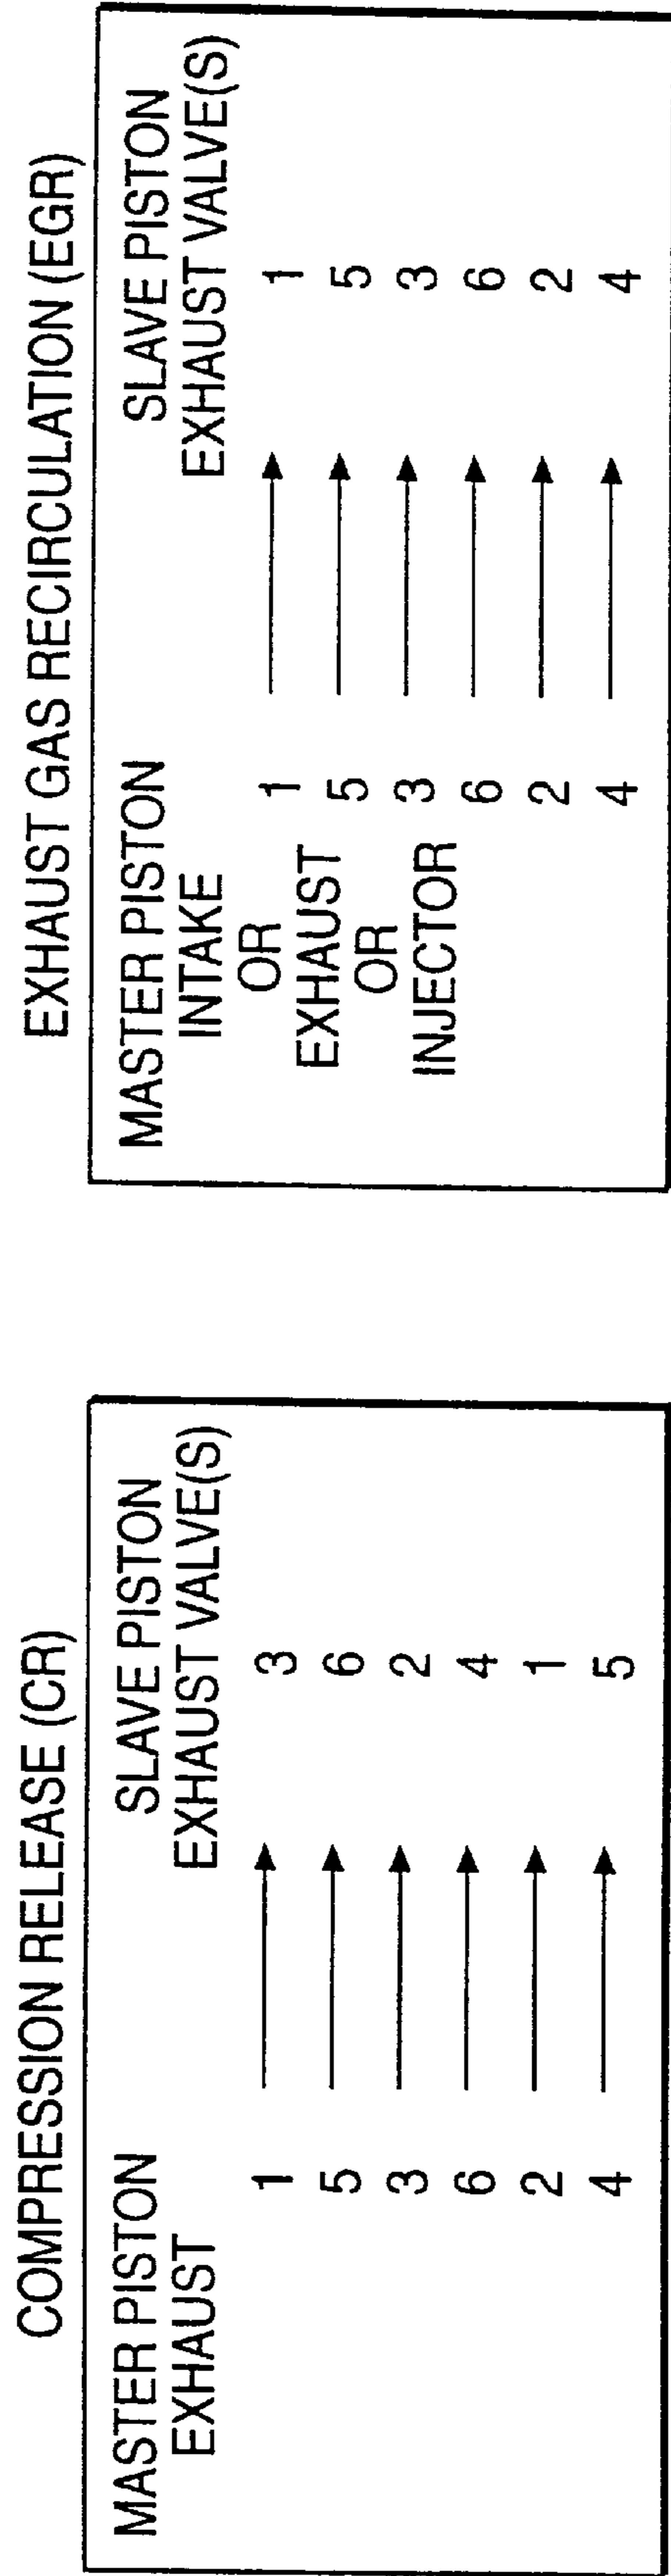 COMPRESSION RELEASE (CR)
MASTER PISTON
EXHAUST
SLAVE PISTON
EXHAUST VALVE(S)
1 3
5 6
3 2
6 4
2 1
4 5
EXHAUST GAS RECIRCULATION (EGR)
MASTER PISTON
INTAKE
OR
EXHAUST
OR
INJECTOR
SLAVE PISTON
EXHAUST VALVE(S)
1 1
5 5
3 3
6 6
2 2
4 4